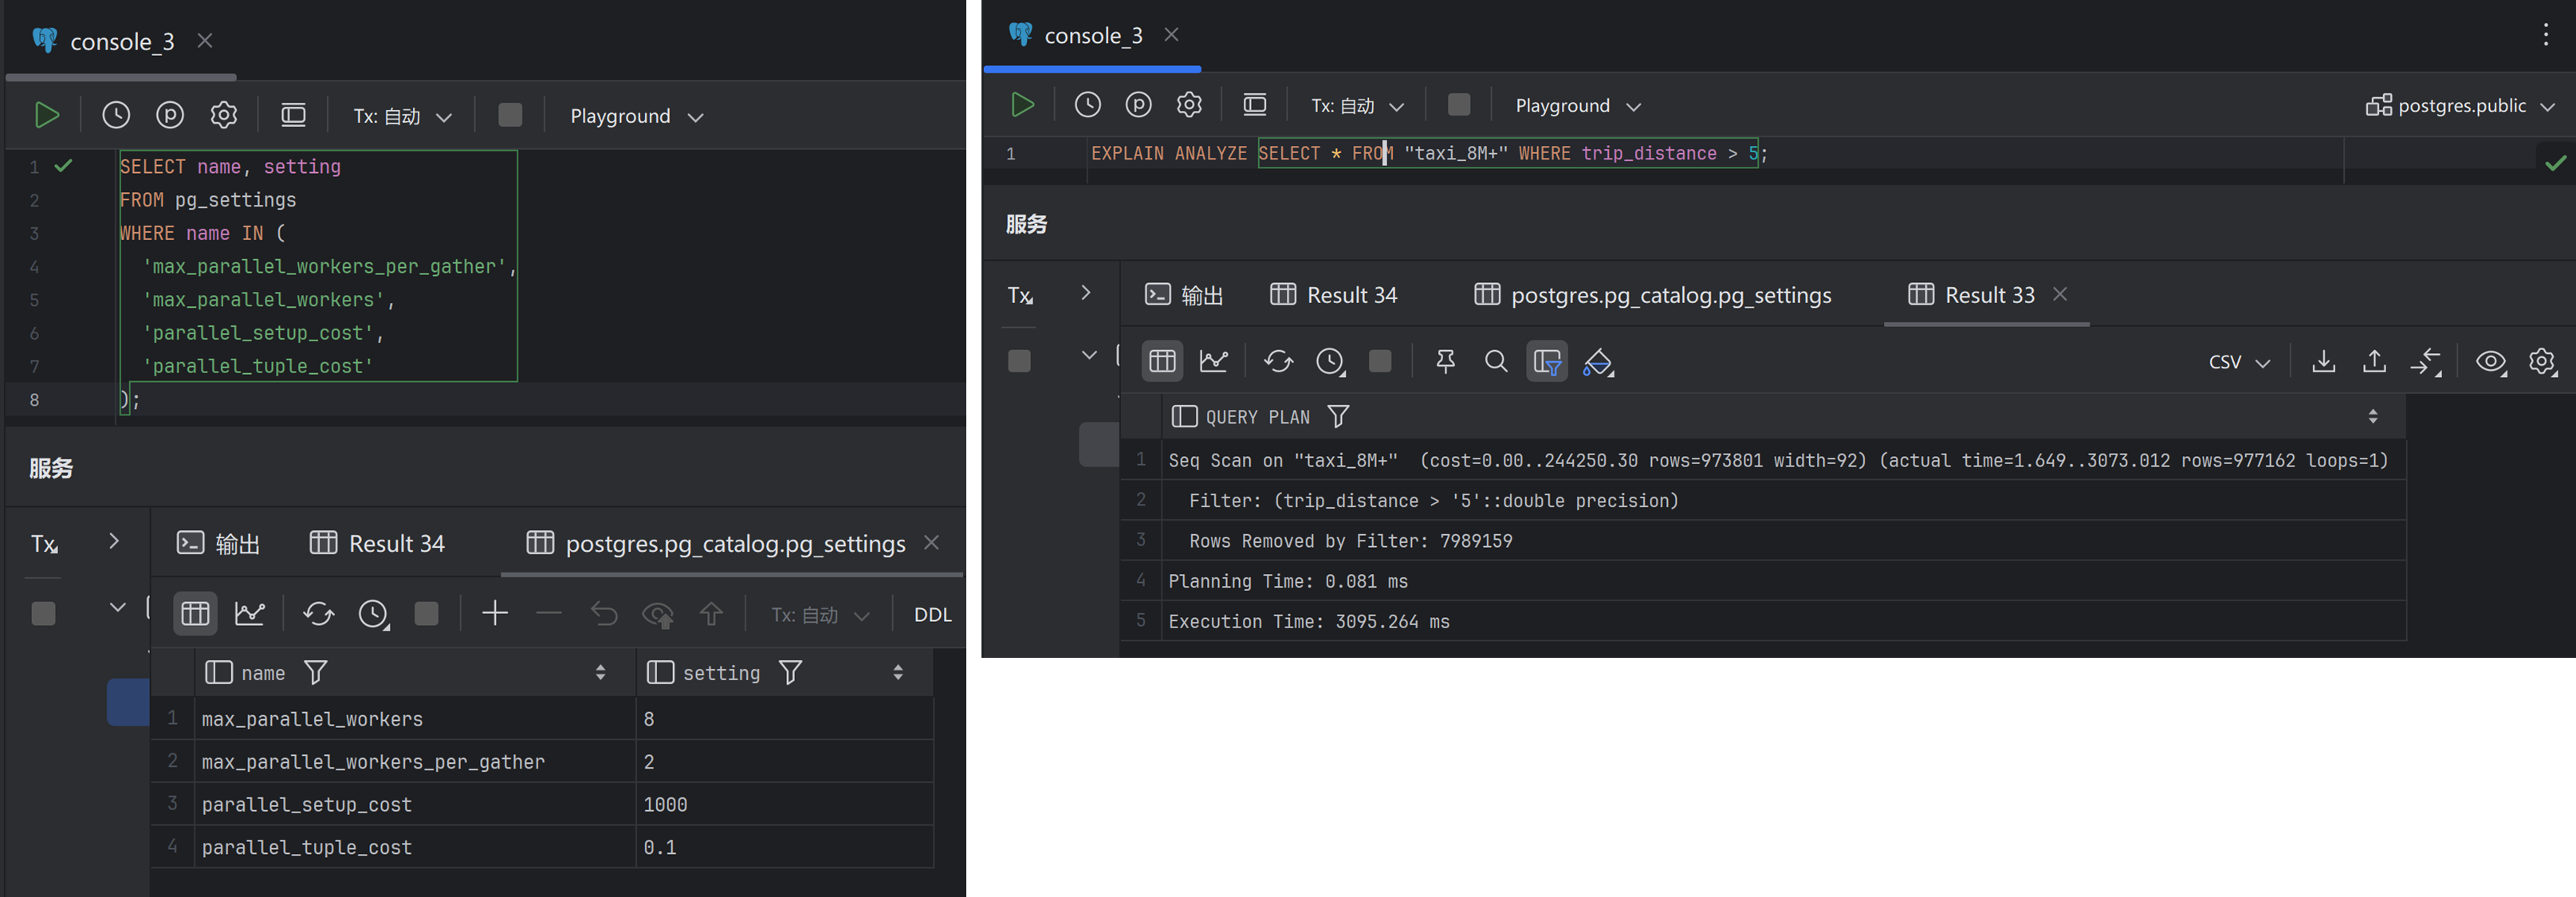 console_3
Tx: 自动
Playground
1 SELECT name, setting
2 FROM pg_settings
3 WHERE name IN (
4 'max_parallel_workers_per_gather',
5 'max_parallel_workers',
6 'parallel_setup_cost',
7 'parallel_tuple_cost'
8 );
服务
Tx
输出
Result 34
postgres.pg_catalog.pg_settings
Tx: 自动
DDL
name setting
1 max_parallel_workers 8
2 max_parallel_workers_per_gather 2
3 parallel_setup_cost 1000
4 parallel_tuple_cost 0.1
console_3
Tx: 自动
Playground
postgres.public
1 EXPLAIN ANALYZE SELECT * FROM "taxi_8M+" WHERE trip_distance > 5;
服务
Tx
输出
Result 34
postgres.pg_catalog.pg_settings
Result 33
CSV
QUERY PLAN
1 Seq Scan on "taxi_8M+" (cost=0.00..244250.30 rows=973801 width=92) (actual time=1.649..3073.012 rows=977162 loops=1)
2 Filter: (trip_distance > '5'::double precision)
3 Rows Removed by Filter: 7989159
4 Planning Time: 0.081 ms
5 Execution Time: 3095.264 ms